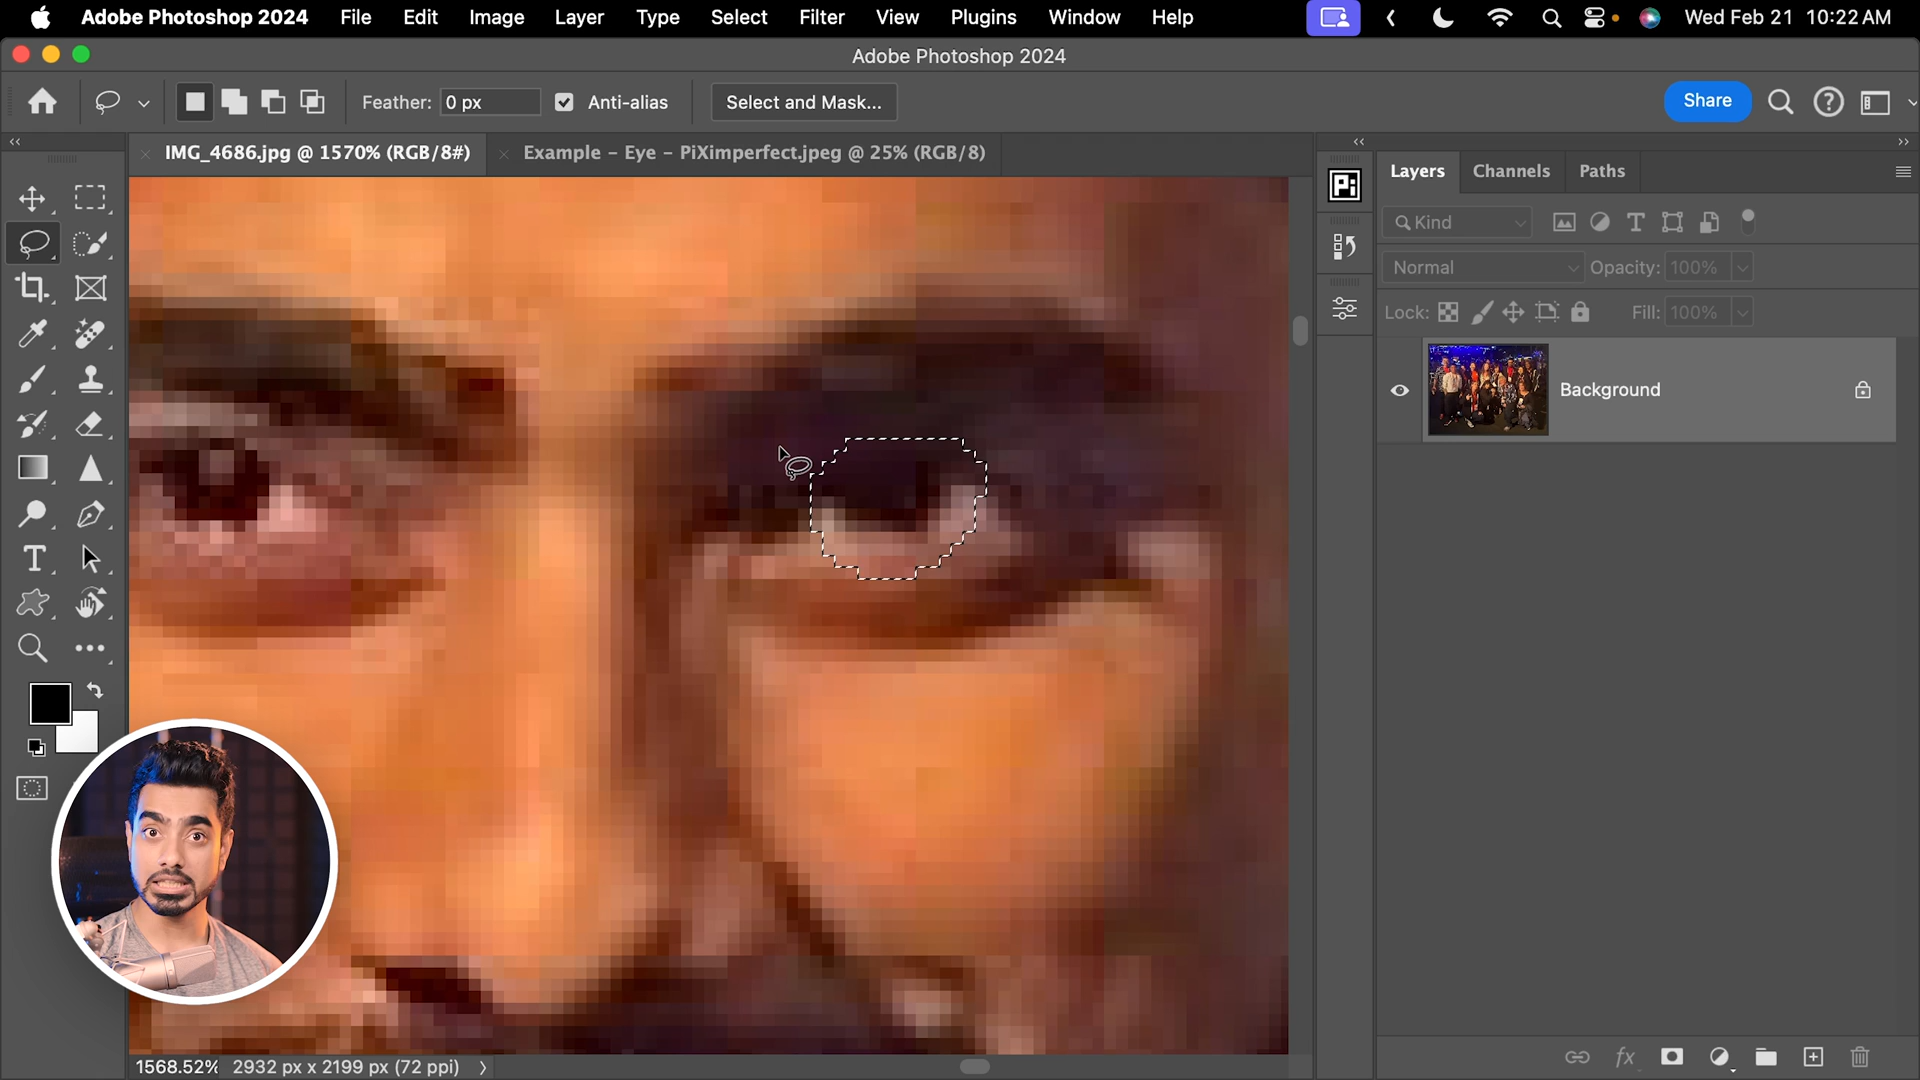 Adobe Photoshop 2024 File Edit Image Layer Type Select Filter View Plugins Window Help Wed Feb 21 10:22 AM
Adobe Photoshop 2024
Feather: 0 px Anti-alias Select and Mask... Share
IMG_4686.jpg @ 1570% (RGB/8#) Example – Eye – PiXimperfect.jpeg @ 25% (RGB/8)
Layers Channels Paths
Pi
Kind
Normal Opacity: 100%
Lock: Fill: 100%
Background
1568.52% 2932 px x 2199 px (72 ppi)
fx